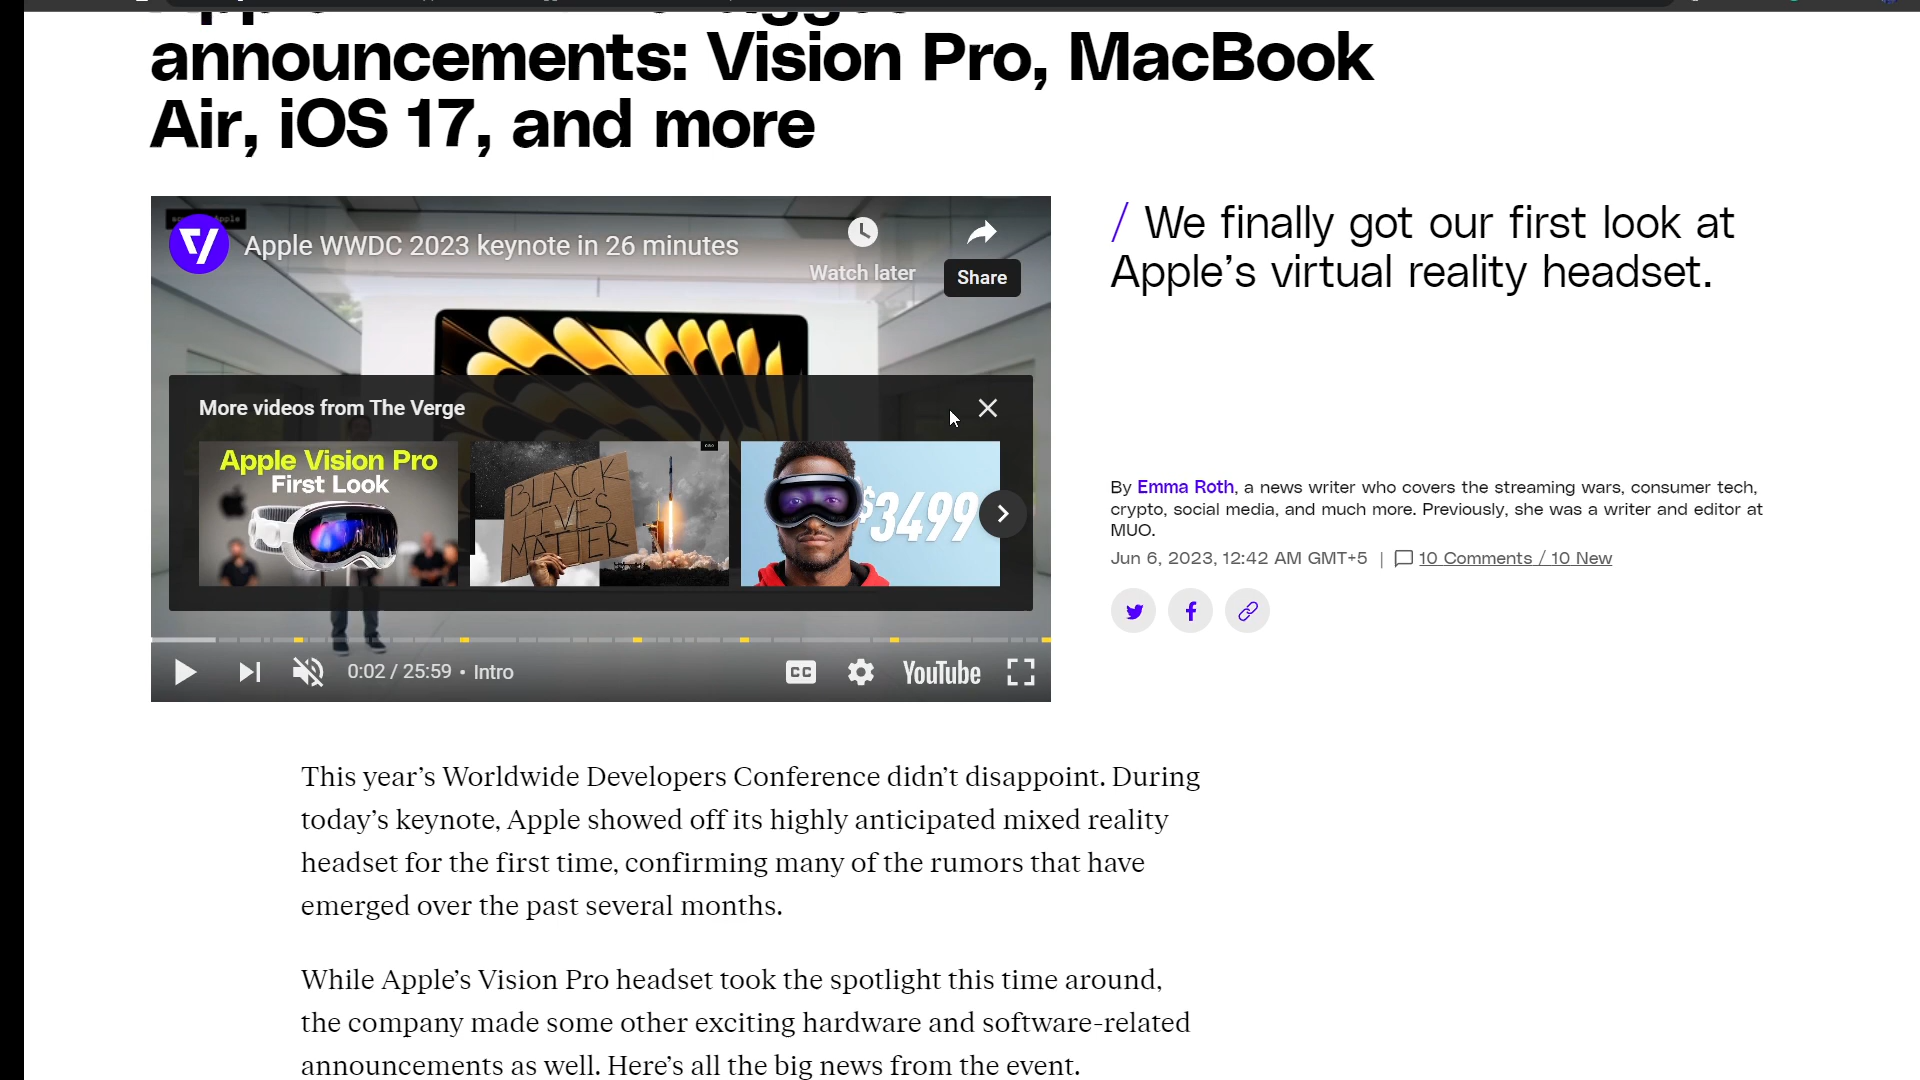 announcements: Vision Pro, MacBook
Air, iOS 17, and more
Apple WWDC 2023 keynote in 26 minutes
Watch later
Share
/ We finally got our first look at
Apple’s virtual reality headset.
More videos from The Verge
Apple Vision Pro
First Look
BLACK
LIVES
MATTER
$3499
By Emma Roth, a news writer who covers the streaming wars, consumer tech,
crypto, social media, and much more. Previously, she was a writer and editor at
MUO.
Jun 6, 2023, 12:42 AM GMT+5 | 10 Comments / 10 New
0:02 / 25:59 • Intro
CC
YouTube
This year’s Worldwide Developers Conference didn’t disappoint. During
today’s keynote, Apple showed off its highly anticipated mixed reality
headset for the first time, confirming many of the rumors that have
emerged over the past several months.
While Apple’s Vision Pro headset took the spotlight this time around,
the company made some other exciting hardware and software-related
announcements as well. Here’s all the big news from the event.